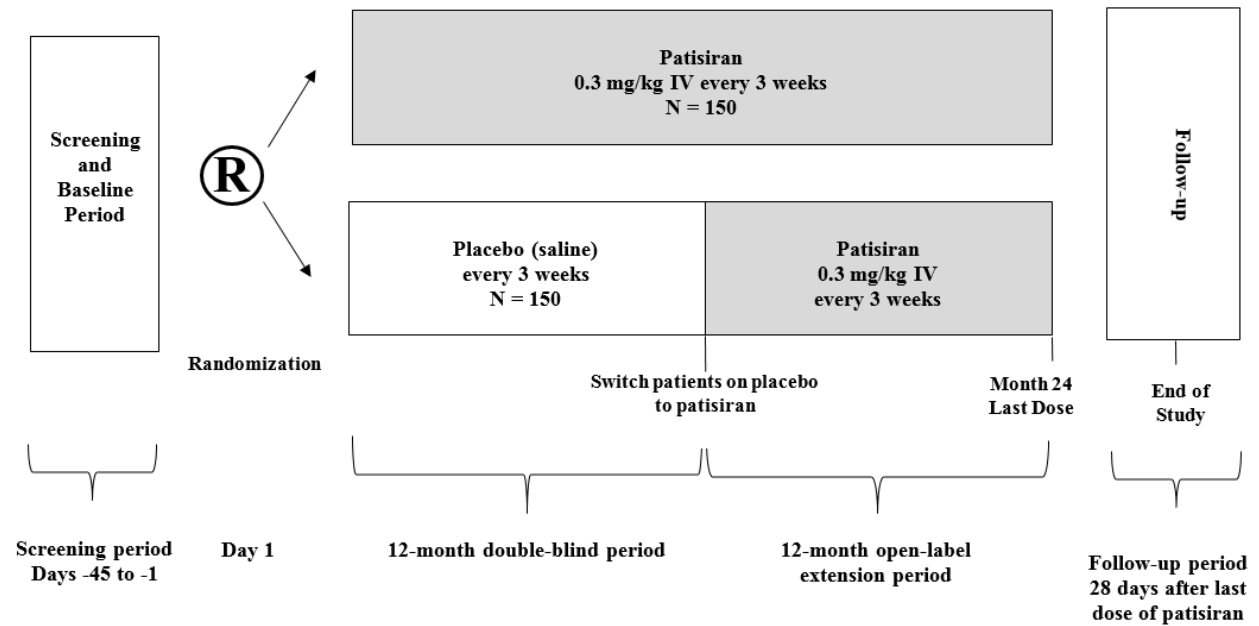 Patisiran
0.3 mg/kg IV every 3 weeks
N = 150
Screening
and
Baseline
Period
®
Follow-up
Placebo (saline)
every 3 weeks
N = 150
Patisiran
0.3 mg/kg IV
every 3 weeks
Randomization
Switch patients on placebo
to patisiran
Month 24
Last Dose
End of
Study
Screening period
Days -45 to -1
Day 1
12-month double-blind period
12-month open-label
extension period
Follow-up period
28 days after last
dose of patisiran